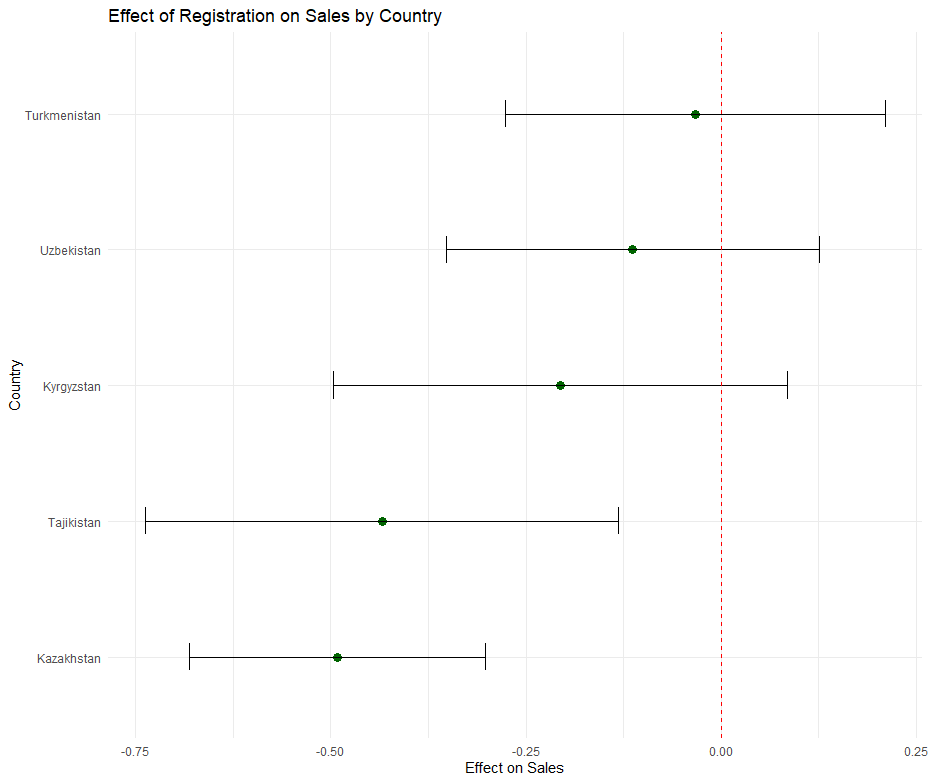 Effect of Registration on Sales by Country
Turkmenistan
Uzbekistan
Kyrgyzstan
Tajikistan
Kazakhstan
Country
-0.75 -0.50 -0.25 0.00 0.25
Effect on Sales